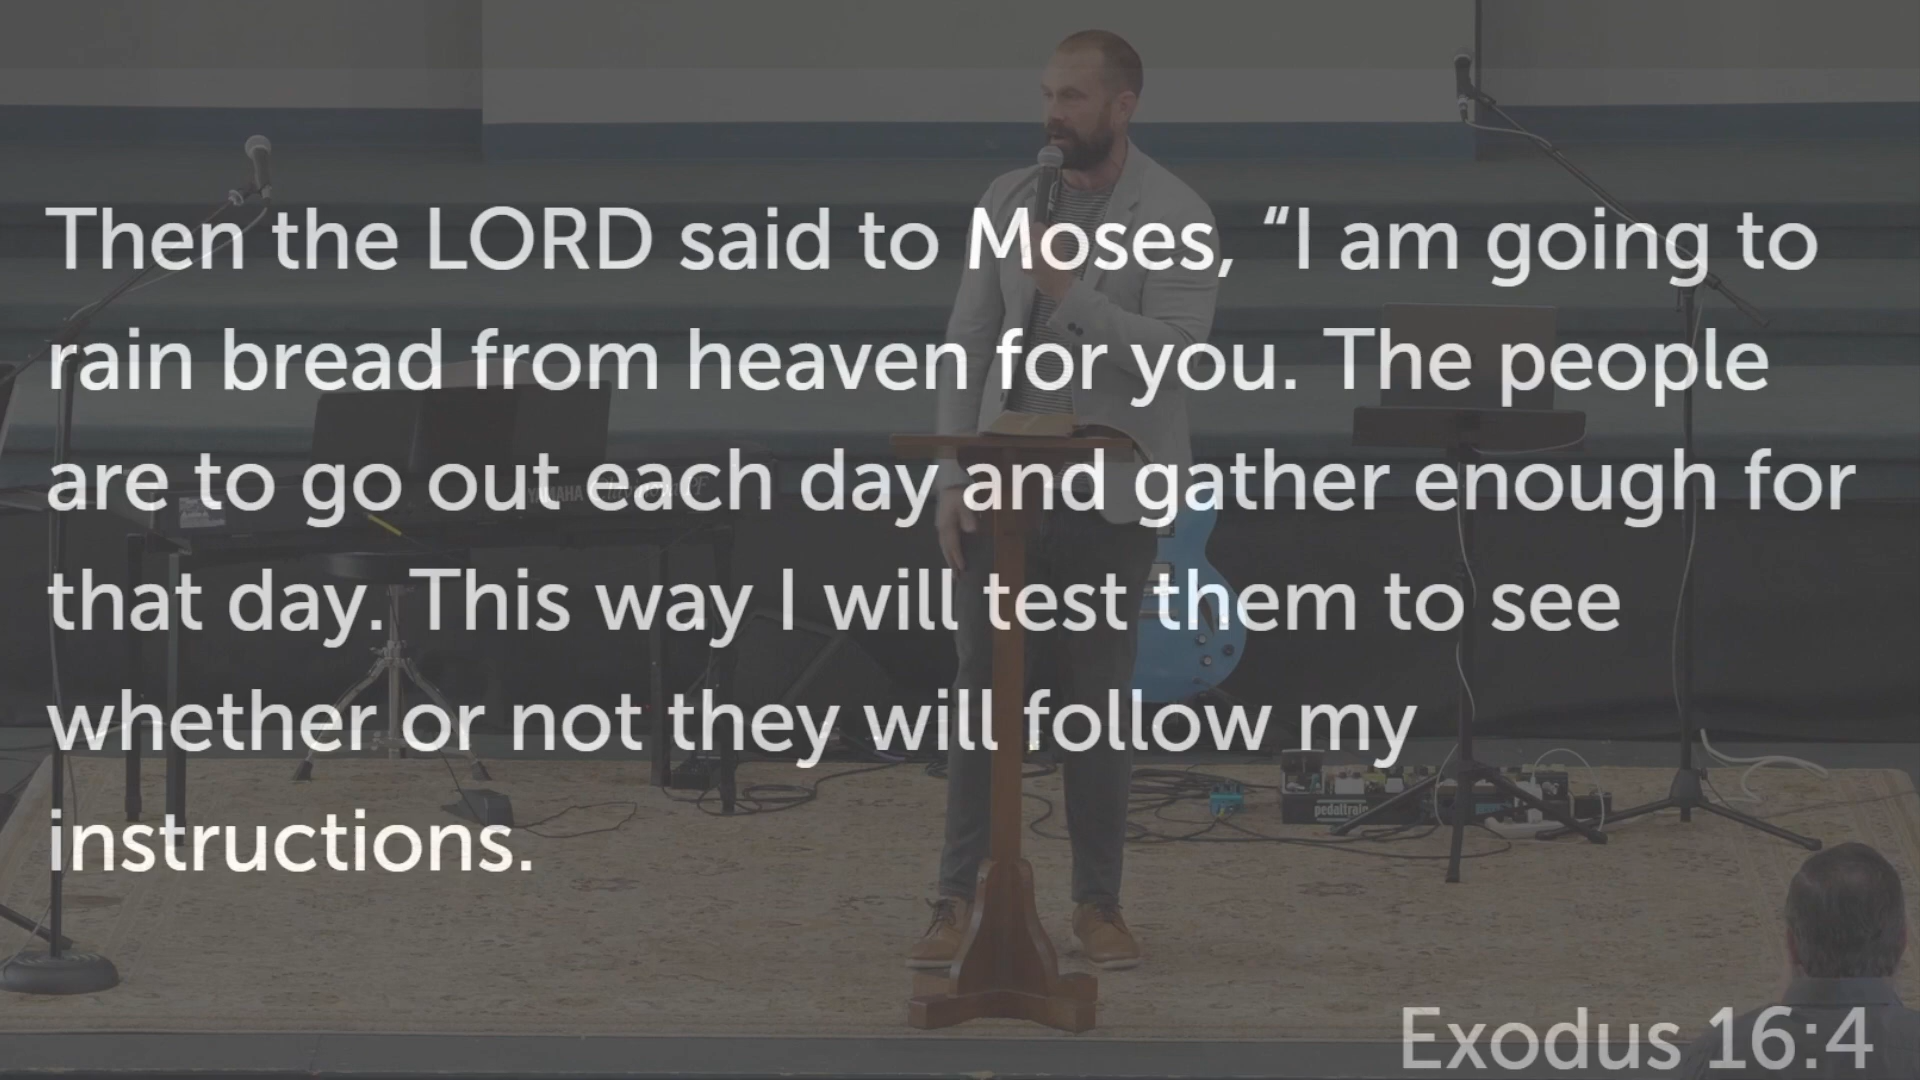 Then the LORD said to Moses, “I am going to
rain bread from heaven for you. The people
are to go out each day and gather enough for
that day. This way I will test them to see
whether or not they will follow my
instructions.
YAMAHA
pedaltrain
Exodus 16:4